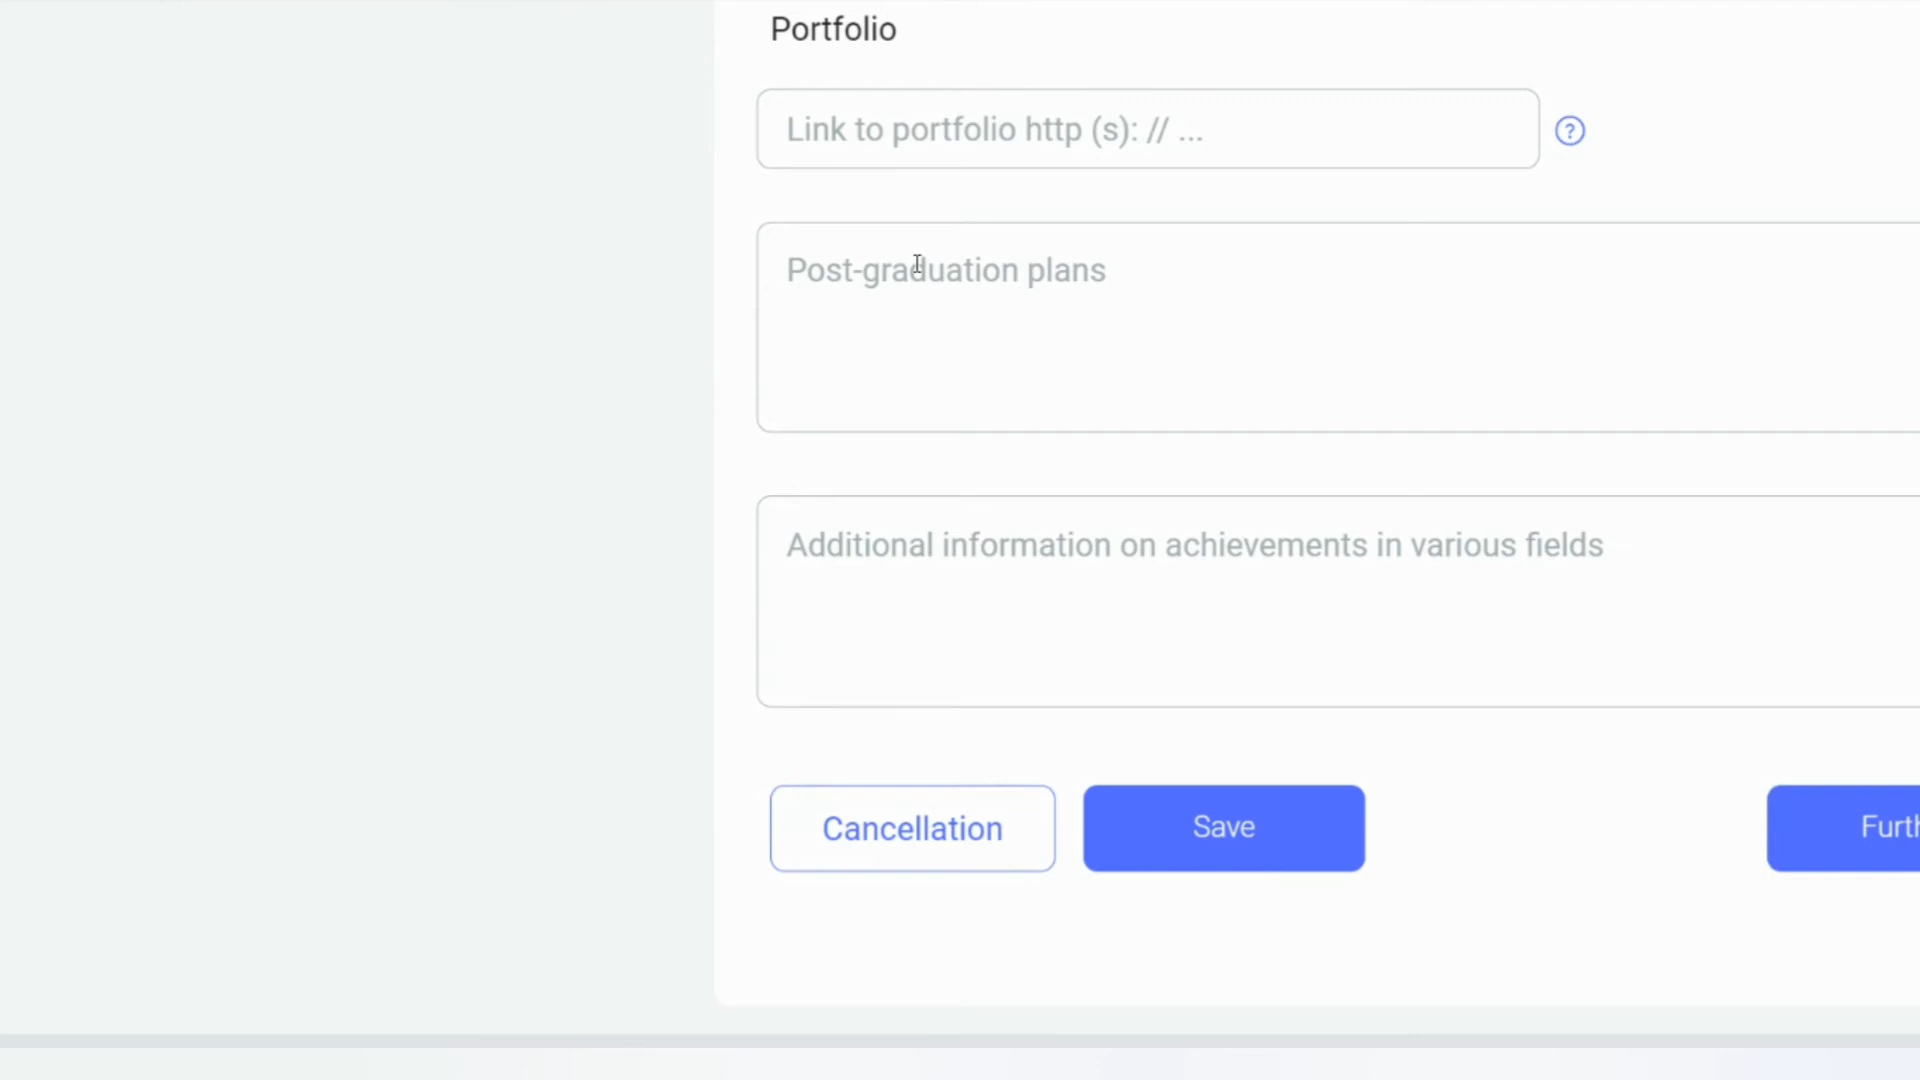 Portfolio
Link to portfolio http (s): // ...
Post-graduation plans
Additional information on achievements in various fields
Cancellation
Save